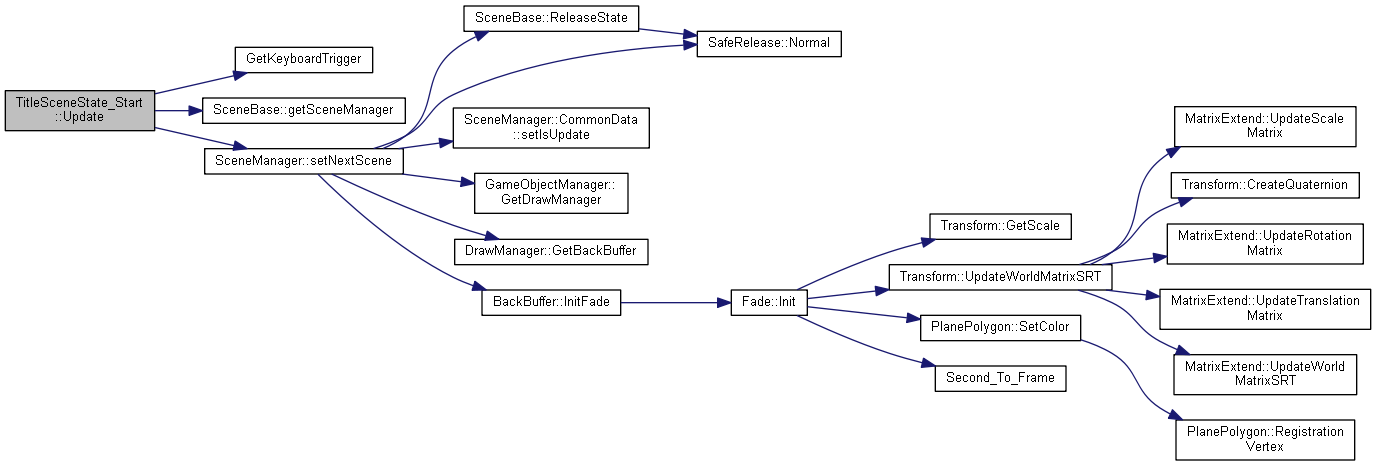 TitleSceneState_Start
::Update
GetKeyboardTrigger
SceneBase::getSceneManager
SceneManager::setNextScene
SceneBase::ReleaseState
SafeRelease::Normal
SceneManager::CommonData
::setIsUpdate
GameObjectManager::
GetDrawManager
DrawManager::GetBackBuffer
BackBuffer::InitFade
Fade::Init
Transform::GetScale
Transform::UpdateWorldMatrixSRT
PlanePolygon::SetColor
Second_To_Frame
MatrixExtend::UpdateScale
Matrix
Transform::CreateQuaternion
MatrixExtend::UpdateRotation
Matrix
MatrixExtend::UpdateTranslation
Matrix
MatrixExtend::UpdateWorld
MatrixSRT
PlanePolygon::Registration
Vertex